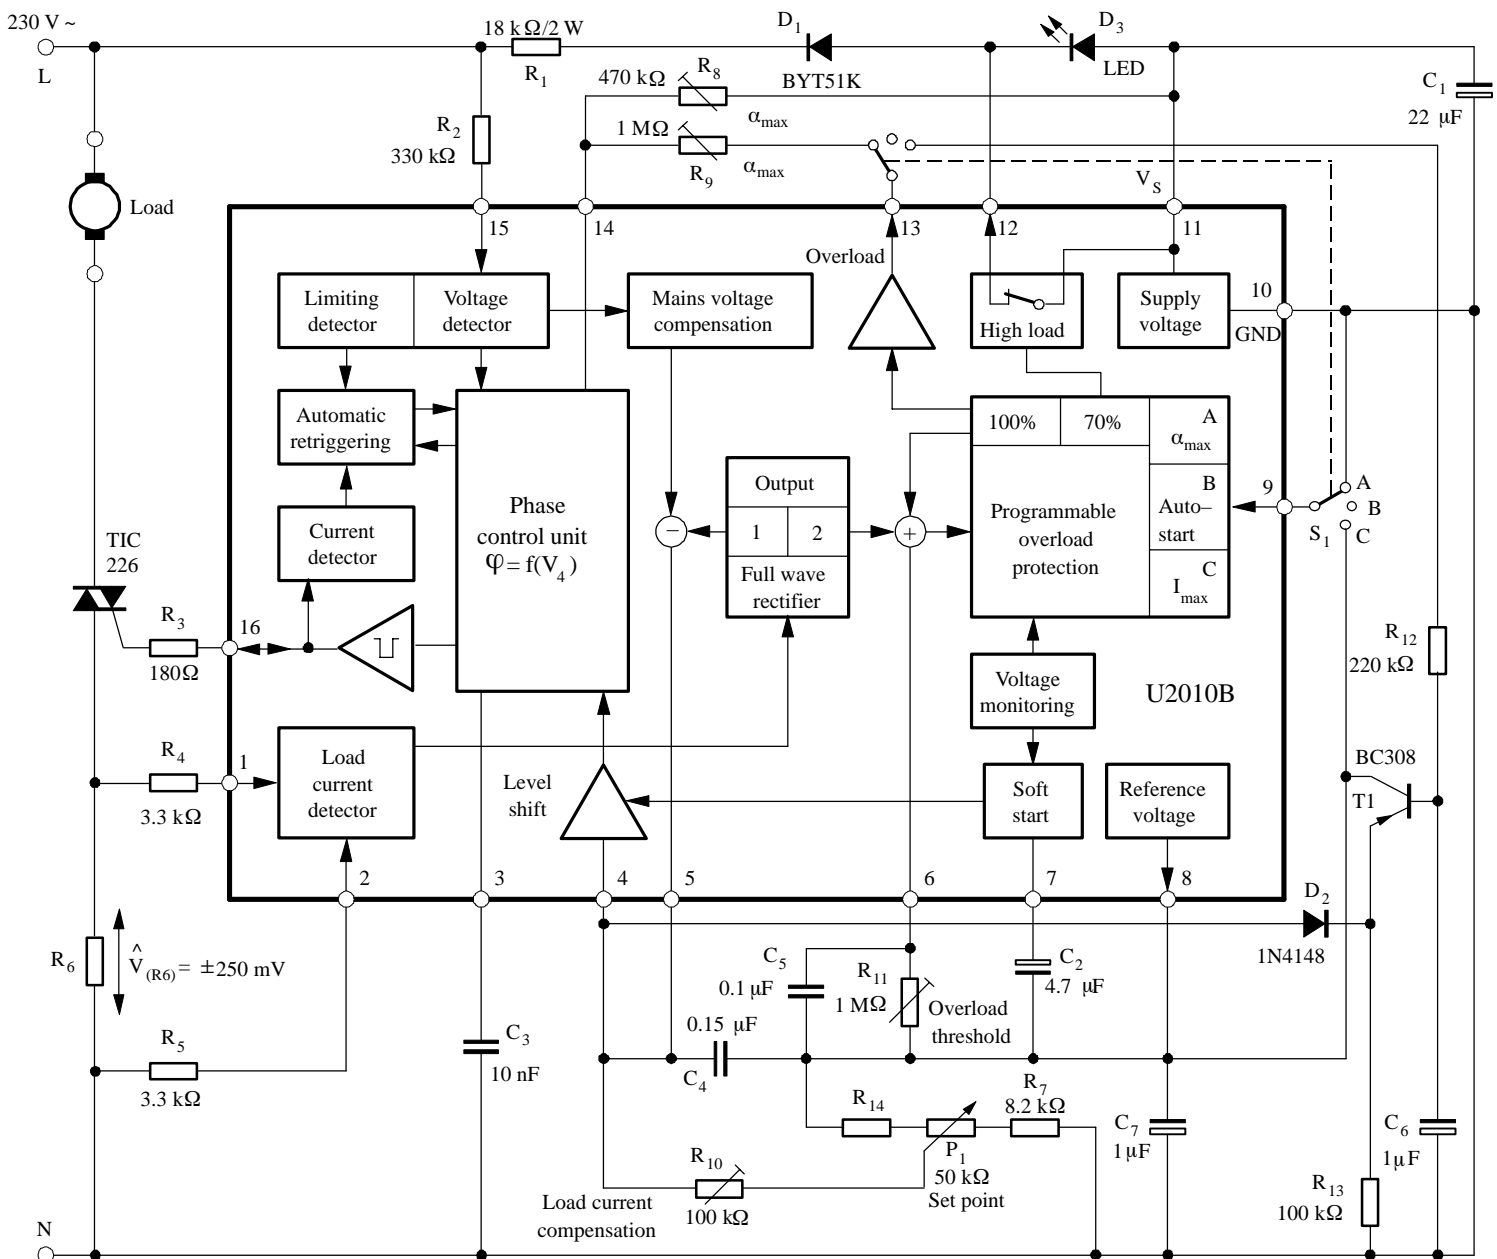 230 V ~
18 kΩ/2 W
D1
D3
L
R1
BYT51K
LED
C1
22 μF
470 kΩ
R8
αmax
R2
330 kΩ
1 MΩ
R9
αmax
VS
Load
15
14
13
12
11
Overload
Limiting
detector
Voltage
detector
Mains voltage
compensation
High load
Supply
voltage
10
GND
Automatic
retriggering
100%
70%
A
αmax
Phase
control unit
φ = f(V4)
Output
1
2
Full wave
rectifier
−
+
Programmable
overload
protection
B
Auto–
start
C
Imax
9
S1
A
B
C
Current
detector
TIC
226
R3
180Ω
16
R12
220 kΩ
Voltage
monitoring
U2010B
R4
3.3 kΩ
1
Load
current
detector
Level
shift
Soft
start
Reference
voltage
BC308
T1
2
3
4
5
6
7
8
D2
1N4148
R6
^
V(R6) = ±250 mV
C5
0.1 μF
R11
1 MΩ
Overload
threshold
C2
4.7 μF
R5
3.3 kΩ
C3
10 nF
0.15 μF
C4
R14
R7
8.2 kΩ
P1
50 kΩ
Set point
C7
1 μF
C6
1μF
R10
100 kΩ
Load current
compensation
R13
100 kΩ
N